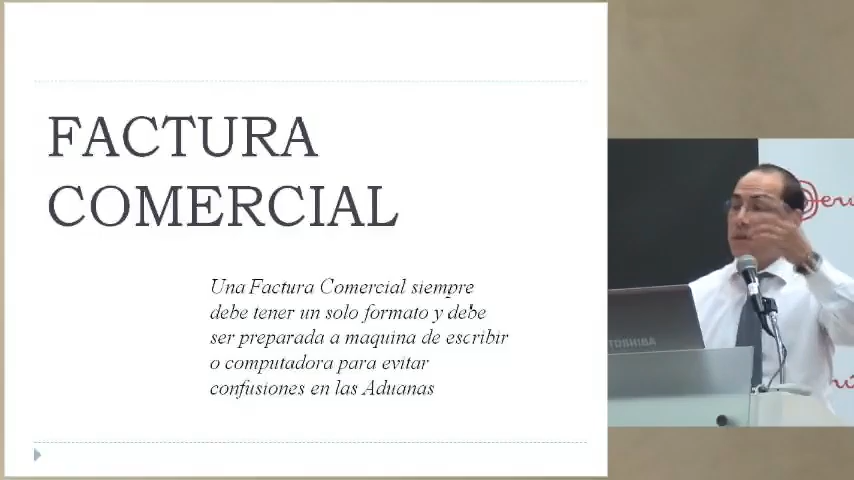 FACTURA
COMERCIAL
Una Factura Comercial siempre
debe tener un solo formato y debe
ser preparada a maquina de escribir
o computadora para evitar
confusiones en las Aduanas
TOSHIBA